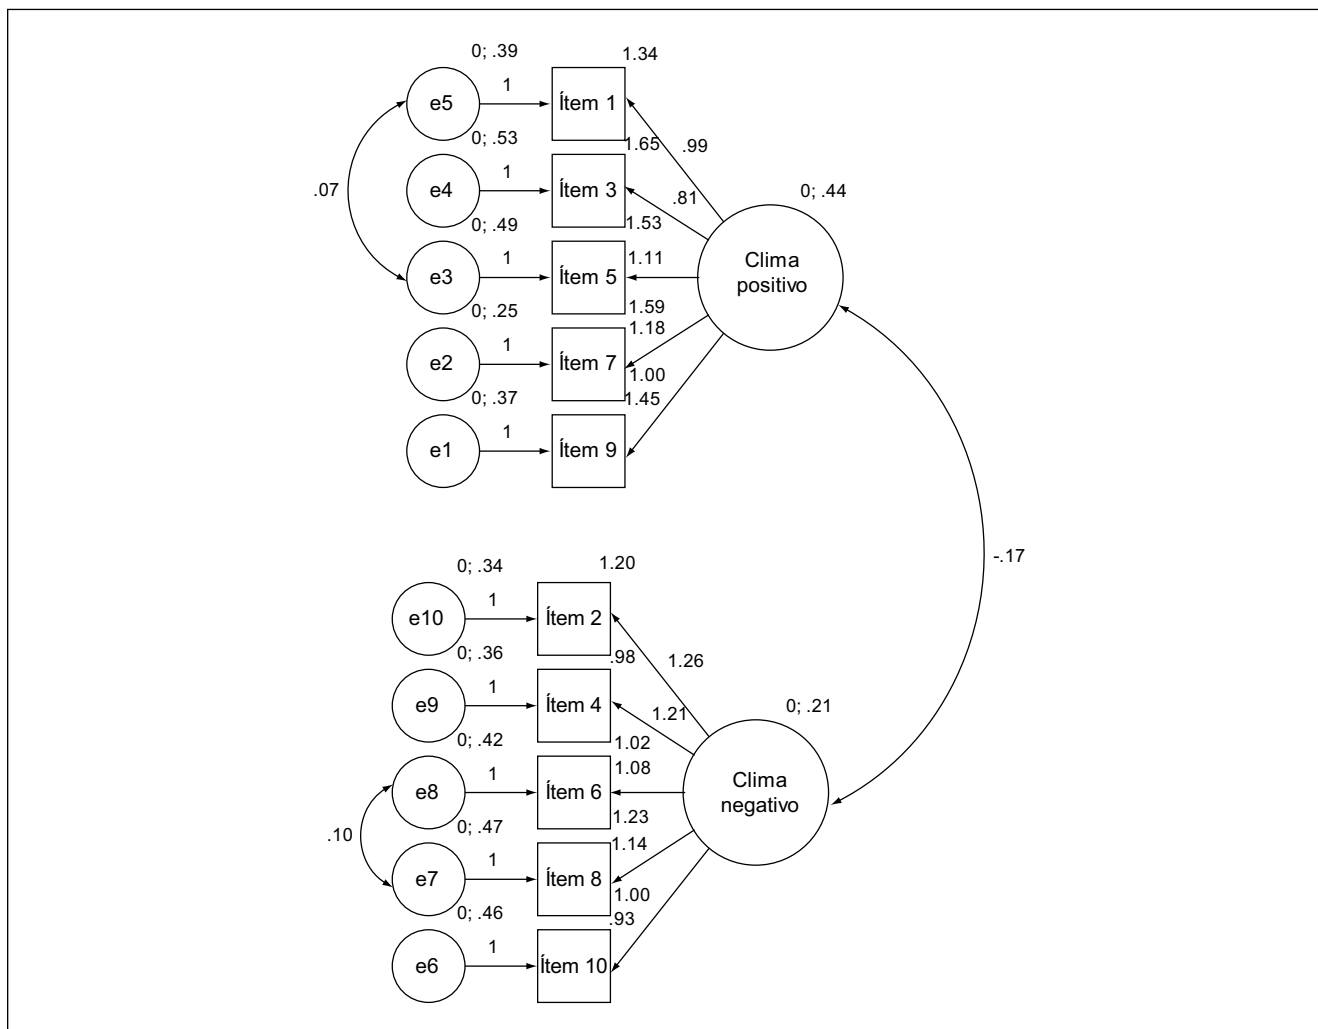 0; .39
1.34
e5
1
Ítem 1
0; .53
1.65
.99
.07
e4
1
Ítem 3
.81
0; .44
0; .49
1.53
e3
1
Ítem 5
1.11
Clima
positivo
0; .25
1.59
1.18
e2
1
Ítem 7
1.00
0; .37
1.45
e1
1
Ítem 9
-.17
0; .34
1.20
e10
1
Ítem 2
0; .36
.98
1.26
e9
1
Ítem 4
1.21
0; .21
0; .42
1.02
e8
1
Ítem 6
1.08
Clima
negativo
0; .47
1.23
.10
1.14
e7
1
Ítem 8
1.00
0; .46
.93
e6
1
Ítem 10